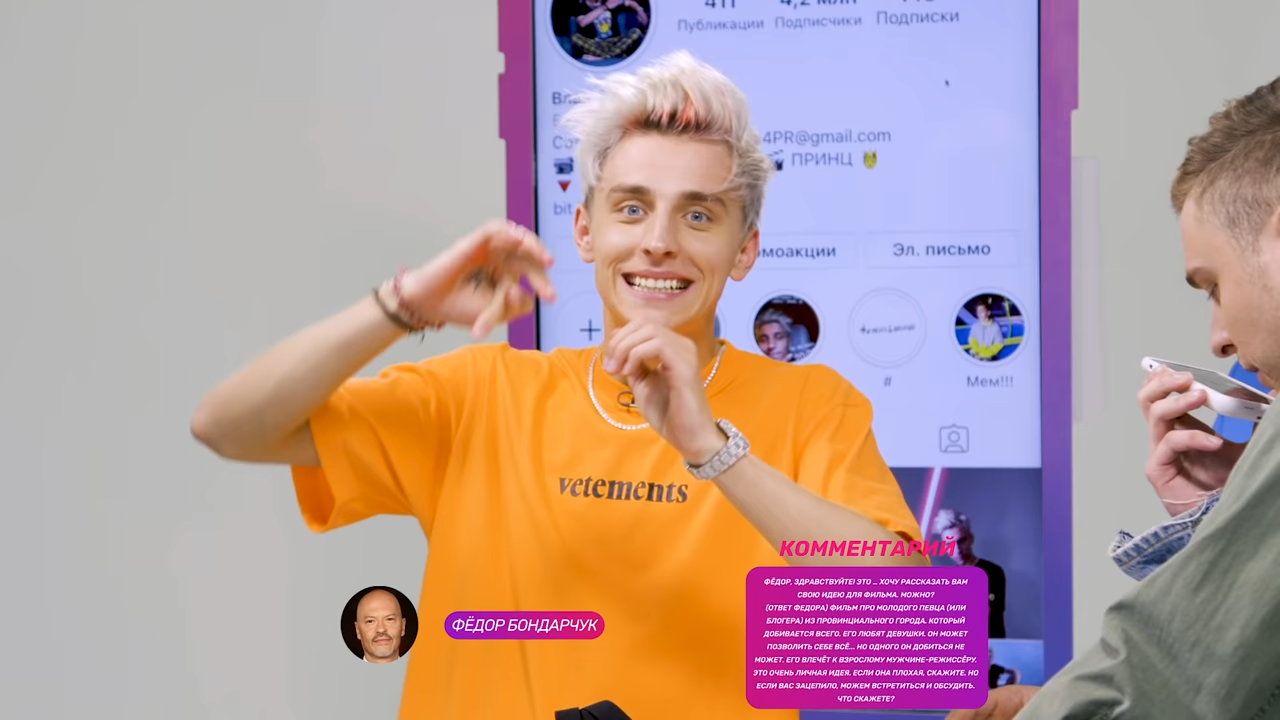 411
4,2 млн
Публикации
Подписчики
Подписки
4PR@gmail.com
ПРИНЦ
bit
моакции
Эл. письмо
+
#
Мем!!!
vetements
КОММЕНТАРИЙ
ФЁДОР, ЗДРАВСТВУЙТЕ! ЭТО ... ХОЧУ РАССКАЗАТЬ ВАМ
СВОЮ ИДЕЮ ДЛЯ ФИЛЬМА. МОЖНО?
(ОТВЕТ ФЕДОРА) ФИЛЬМ ПРО МОЛОДОГО ПЕВЦА (ИЛИ
БЛОГЕРА) ИЗ ПРОВИНЦИАЛЬНОГО ГОРОДА, КОТОРЫЙ
ДОБИВАЕТСЯ ВСЕГО. ЕГО ЛЮБЯТ ДЕВУШКИ. ОН МОЖЕТ
ПОЗВОЛИТЬ СЕБЕ ВСЁ... НО ОДНОГО ОН ДОБИТЬСЯ НЕ
МОЖЕТ. ЕГО ВЛЕЧЁТ К ВЗРОСЛОМУ МУЖЧИНЕ-РЕЖИССЁРУ.
ЭТО ОЧЕНЬ ЛИЧНАЯ ИДЕЯ. ЕСЛИ ОНА ПЛОХАЯ, СКАЖИТЕ. НО
ЕСЛИ ВАС ЗАЦЕПИЛО, МОЖЕМ ВСТРЕТИТЬСЯ И ОБСУДИТЬ.
ЧТО СКАЖЕТЕ?
ФЁДОР БОНДАРЧУК